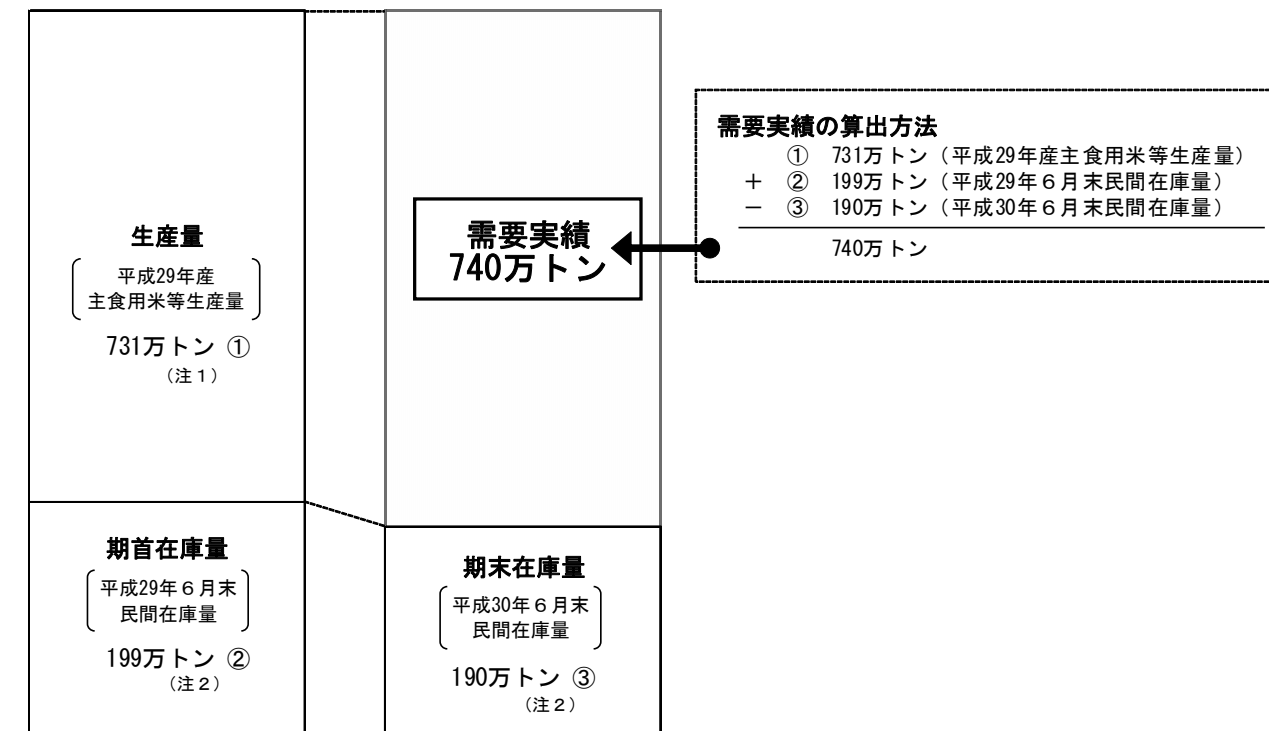 生産量
平成29年産
主食用米等生産量
731万トン ①
（注１）
期首在庫量
平成29年６月末
民間在庫量
199万トン ②
（注２）
需要実績
740万トン
期末在庫量
平成30年６月末
民間在庫量
190万トン ③
（注２）
需要実績の算出方法
① 731万トン（平成29年産主食用米等生産量）
＋ ② 199万トン（平成29年６月末民間在庫量）
－ ③ 190万トン（平成30年６月末民間在庫量）
740万トン